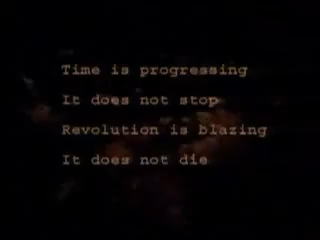 Time is progressing
It does not stop
Revolution is blazing
It does not die